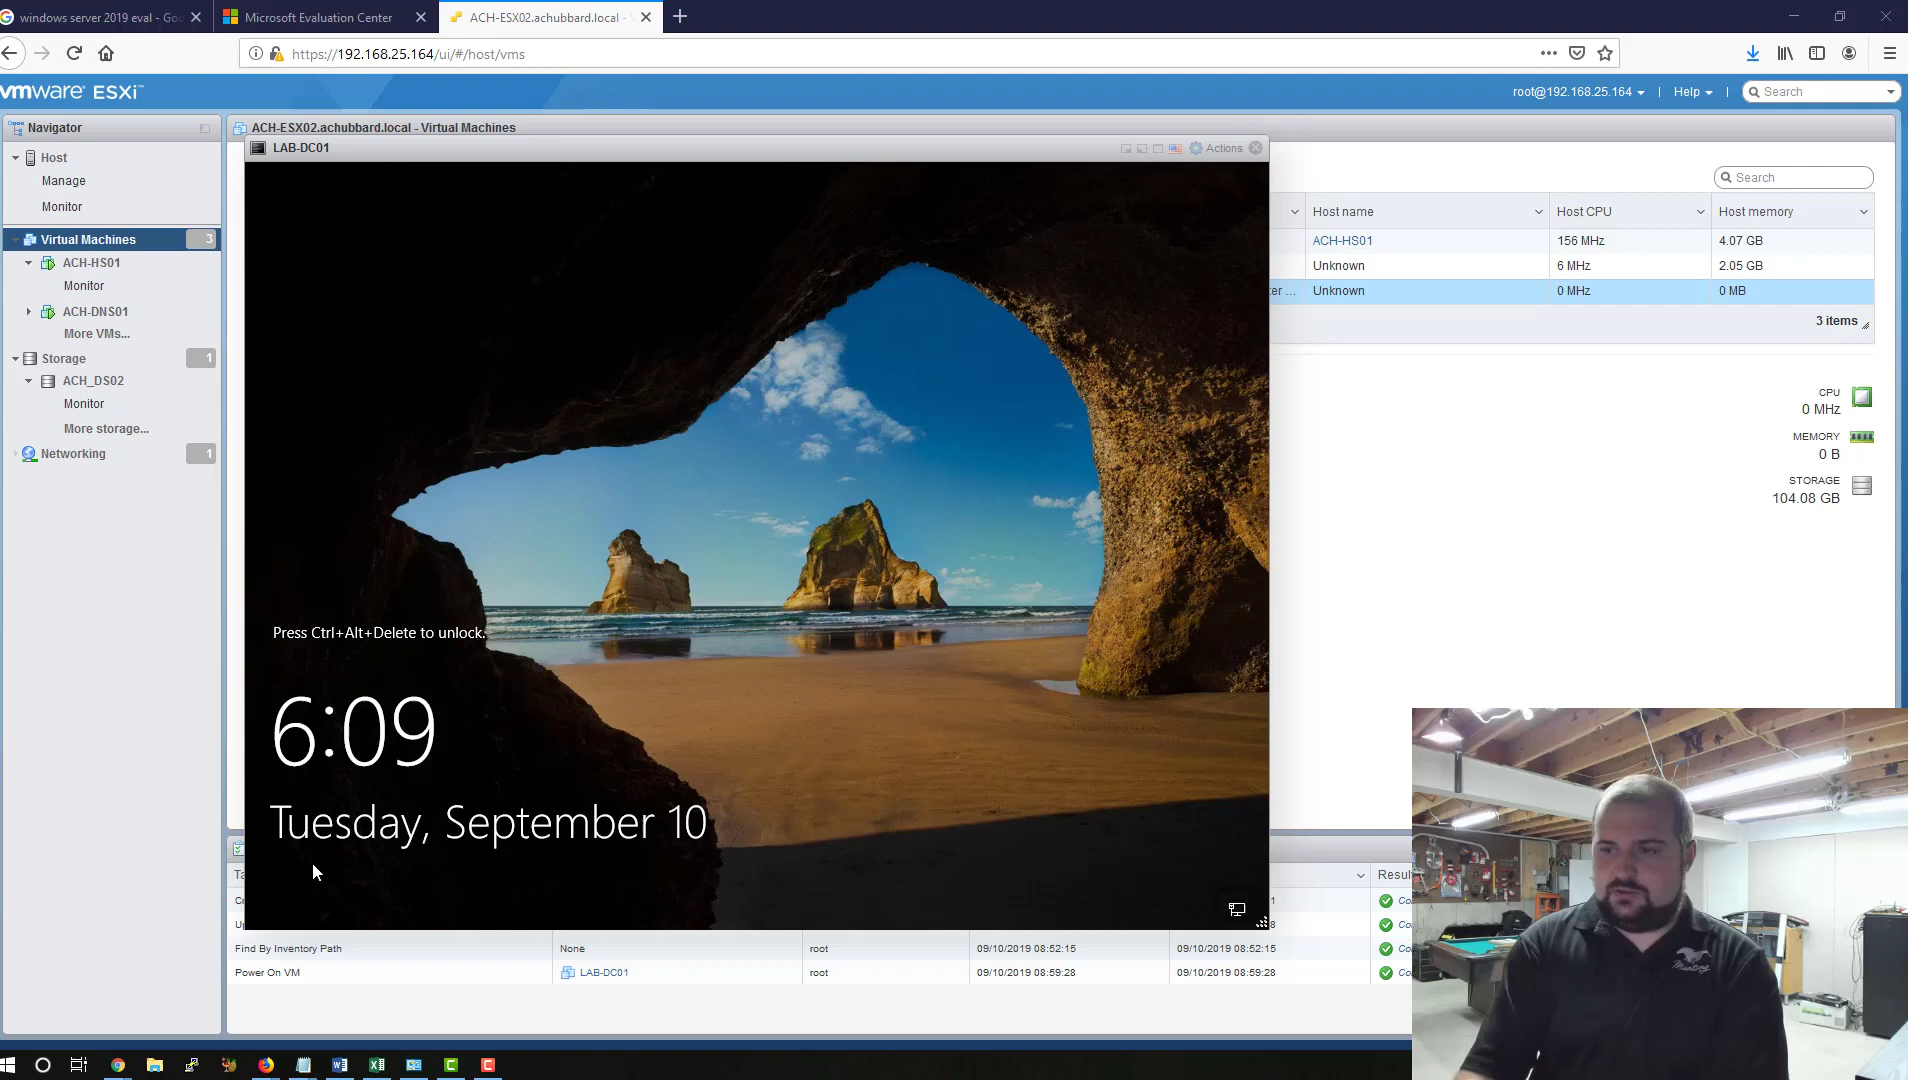 windows server 2019 eval - Goo
Microsoft Evaluation Center
ACH-ESX02.achubbard.local -
https://192.168.25.164/ui/#/host/vms
vmware ESXi
root@192.168.25.164
Help
Search
Navigator
ACH-ESX02.achubbard.local - Virtual Machines
Host
Manage
Monitor
Virtual Machines 3
ACH-HS01
Monitor
ACH-DNS01
More VMs...
Storage 1
ACH_DS02
Monitor
More storage...
Networking 1
LAB-DC01
Actions
Press Ctrl+Alt+Delete to unlock.
6:09
Tuesday, September 10
Search
Host name Host CPU Host memory
ACH-HS01 156 MHz 4.07 GB
Unknown 6 MHz 2.05 GB
ter ... Unknown 0 MHz 0 MB
3 items
CPU
0 MHz
MEMORY
0 B
STORAGE
104.08 GB
Resul
Find By Inventory Path None root 09/10/2019 08:52:15 09/10/2019 08:52:15
Power On VM LAB-DC01 root 09/10/2019 08:59:28 09/10/2019 08:59:28
Mustang